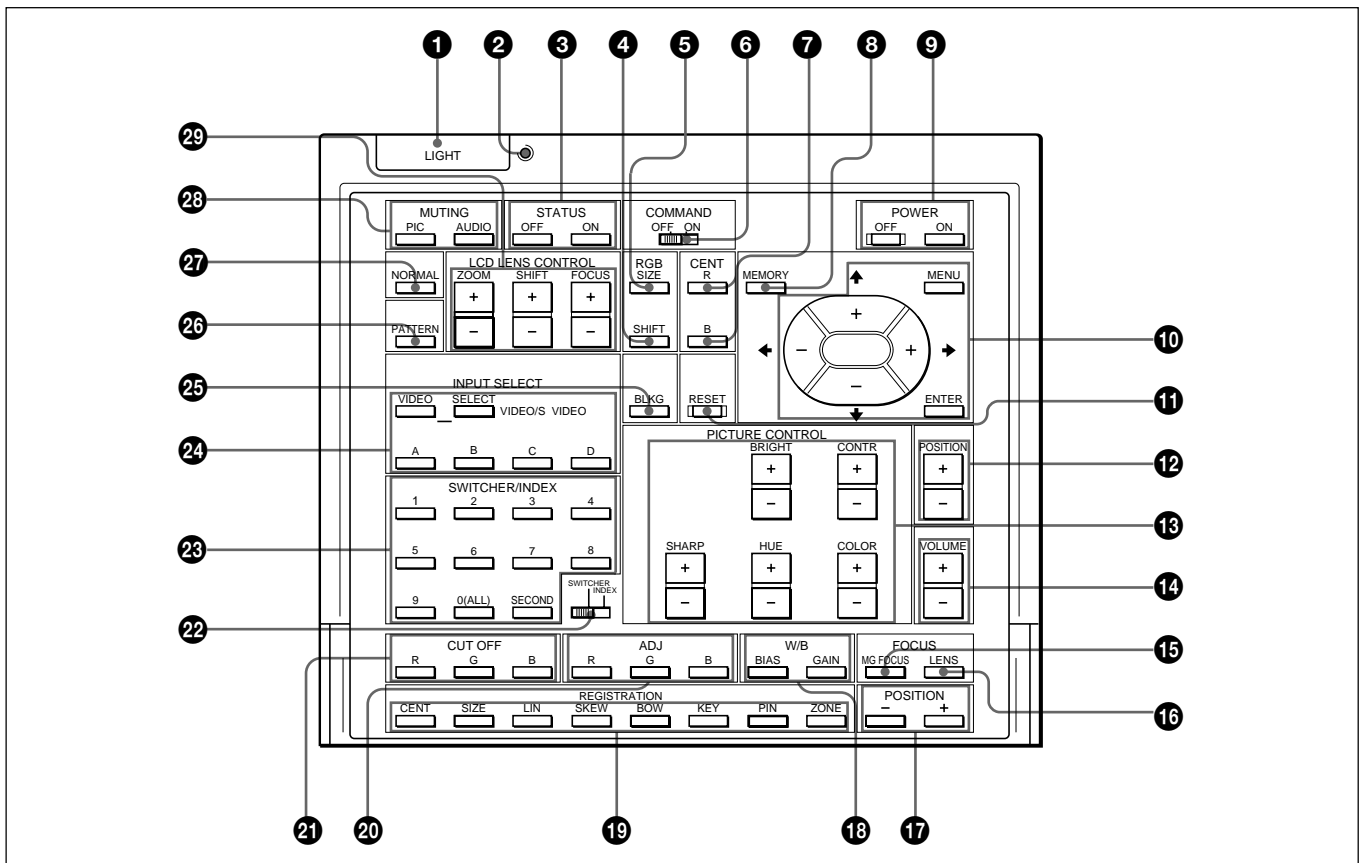 1 2 3 4 5 6 7 8 9
29
LIGHT
28
MUTING STATUS COMMAND POWER
PIC AUDIO OFF ON OFF ON OFF ON
27
LCD LENS CONTROL RGB CENT
NORMAL ZOOM SHIFT FOCUS SIZE R MEMORY MENU
+ + + +
26
PATTERN - - - SHIFT B - + 10
-
25
INPUT SELECT
VIDEO SELECT VIDEO/S VIDEO BLKG RESET ENTER 11
24
PICTURE CONTROL
A B C D BRIGHT CONTR POSITION 12
+ + +
- - -
SWITCHER/INDEX
1 2 3 4
13
23
5 6 7 8 SHARP HUE COLOR VOLUME
+ + + + 14
- - - -
SWITCHER
INDEX
9 0(ALL) SECOND
22
CUT OFF ADJ W/B FOCUS
21
R G B R G B BIAS GAIN MG FOCUS LENS 15
REGISTRATION POSITION
CENT SIZE LIN SKEW BOW KEY PIN ZONE - + 16
21 20 19 18 17